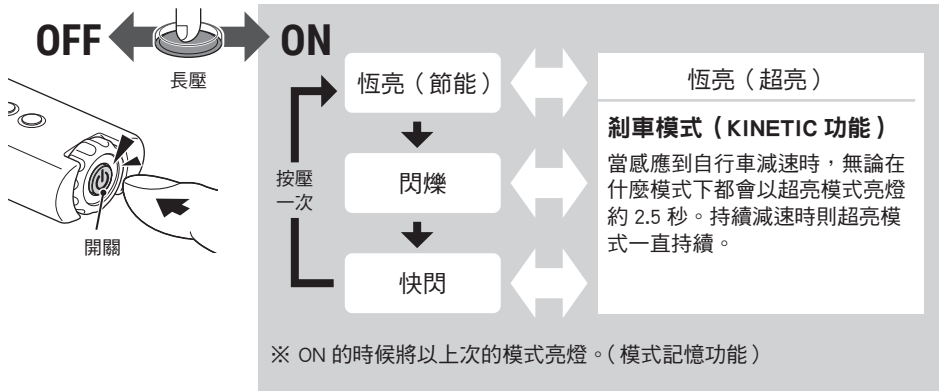 OFF
ON
長壓
開關
按壓
一次
恆亮（節能）
閃爍
快閃
恆亮（超亮）
剎車模式（KINETIC 功能）
當感應到自行車減速時，無論在
什麼模式下都會以超亮模式亮燈
約 2.5 秒。持續減速時則超亮模
式一直持續。
※ ON 的時候將以上次的模式亮燈。（模式記憶功能）